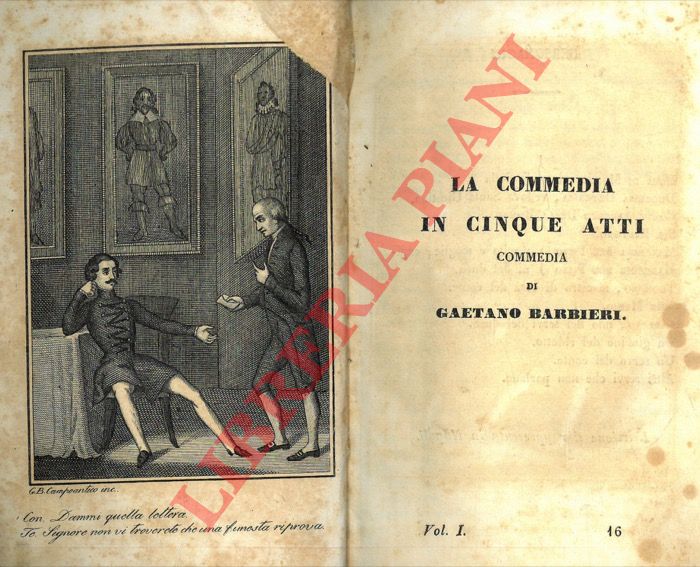 G.B. Campoantico inc.
Con. Dammi quella lettera.
Te. Signore non vi troverete che una funesta riprova.
LA COMMEDIA
IN CINQUE ATTI
COMMEDIA
DI
GAETANO BARBIERI.
Vol. I. 16
LIBRERIA PIANI